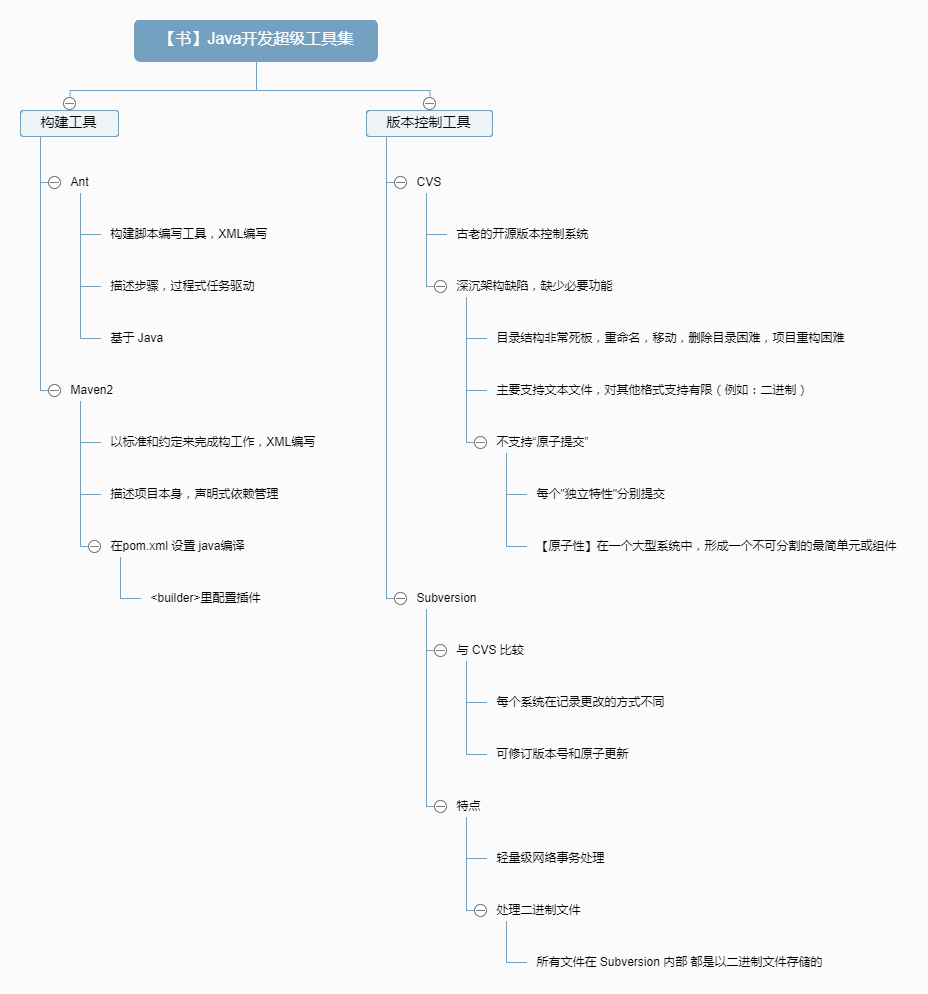 【书】Java开发超级工具集
构建工具
Ant
构建脚本编写工具，XML编写
描述步骤，过程式任务驱动
基于 Java
Maven2
以标准和约定来完成构工作，XML编写
描述项目本身，声明式依赖管理
在pom.xml 设置 java编译
<builder>里配置插件
版本控制工具
CVS
古老的开源版本控制系统
深沉架构缺陷，缺少必要功能
目录结构非常死板，重命名，移动，删除目录困难，项目重构困难
主要支持文本文件，对其他格式支持有限（例如：二进制）
不支持“原子提交”
每个"独立特性"分别提交
【原子性】在一个大型系统中，形成一个不可分割的最简单元或组件
Subversion
与 CVS 比较
每个系统在记录更改的方式不同
可修订版本号和原子更新
特点
轻量级网络事务处理
处理二进制文件
所有文件在 Subversion 内部 都是以二进制文件存储的